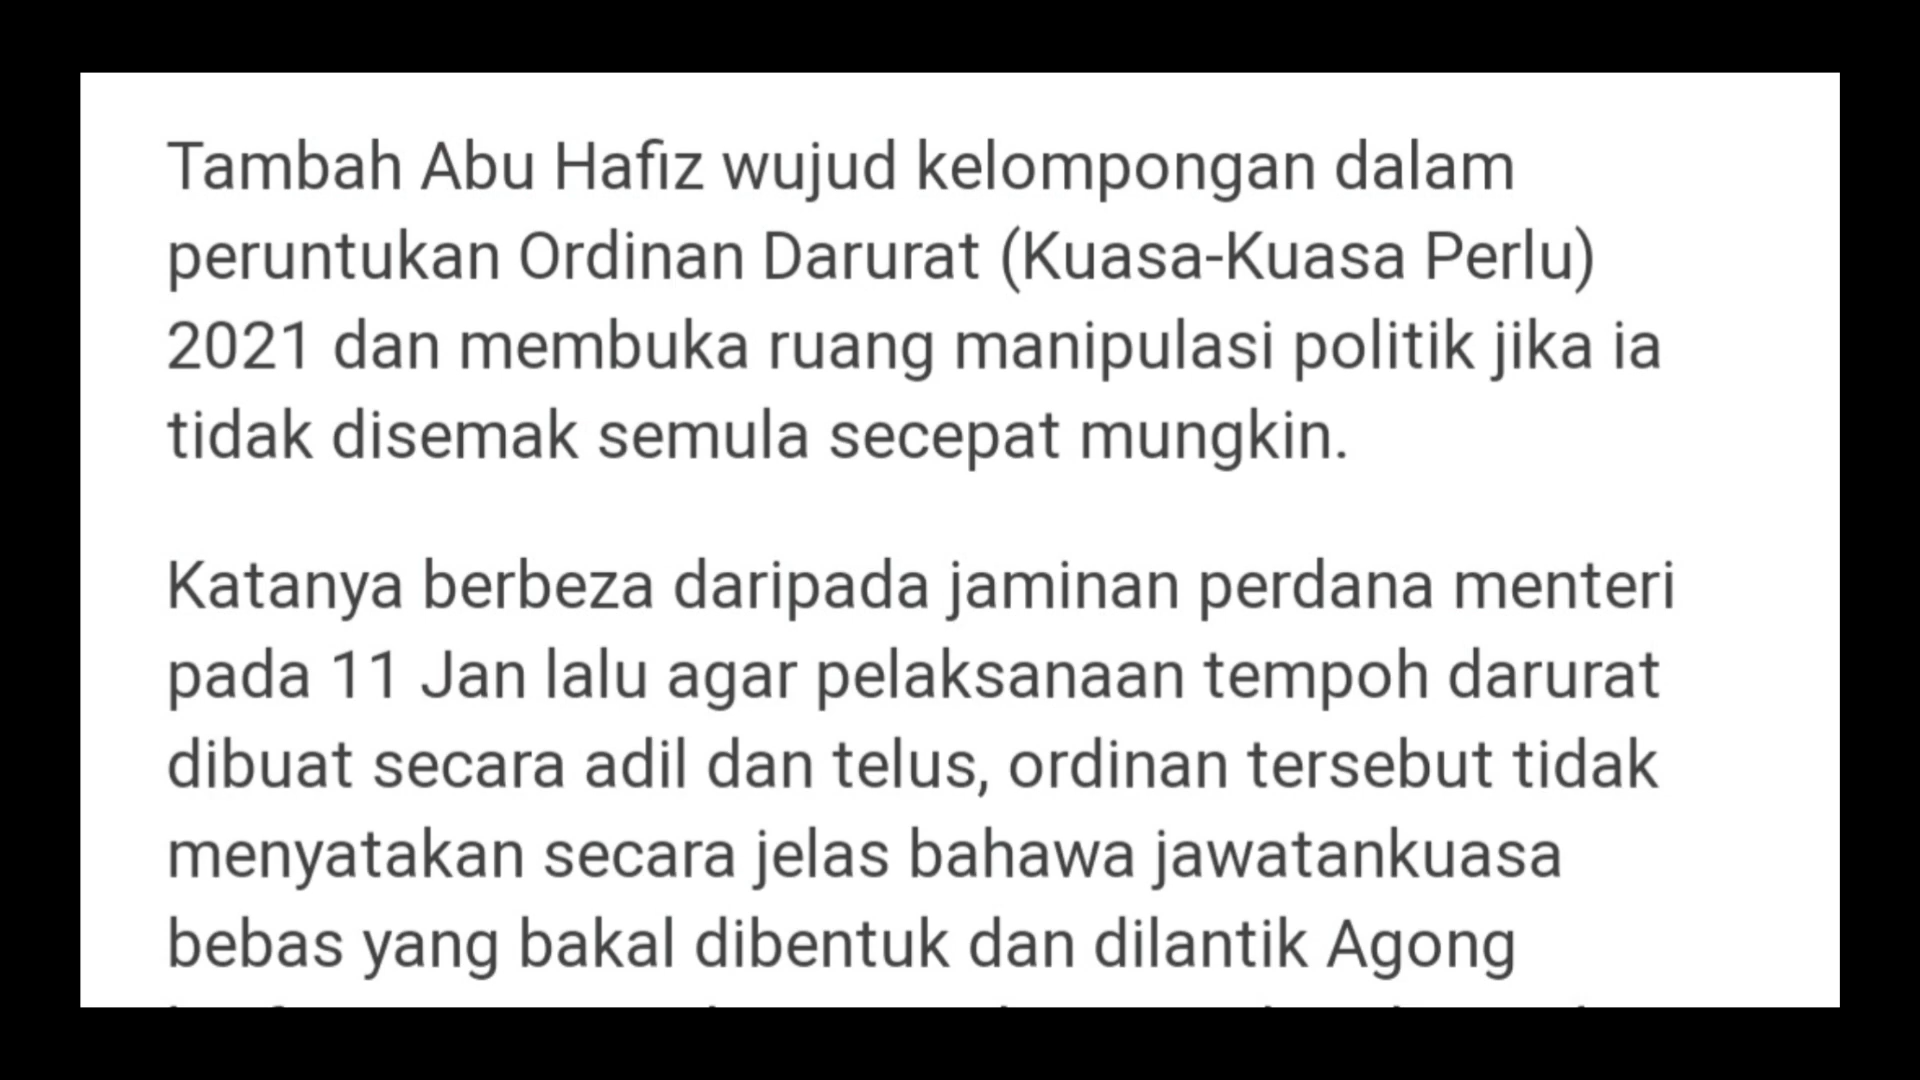 Tambah Abu Hafiz wujud kelompongan dalam
peruntukan Ordinan Darurat (Kuasa-Kuasa Perlu)
2021 dan membuka ruang manipulasi politik jika ia
tidak disemak semula secepat mungkin.
Katanya berbeza daripada jaminan perdana menteri
pada 11 Jan lalu agar pelaksanaan tempoh darurat
dibuat secara adil dan telus, ordinan tersebut tidak
menyatakan secara jelas bahawa jawatankuasa
bebas yang bakal dibentuk dan dilantik Agong